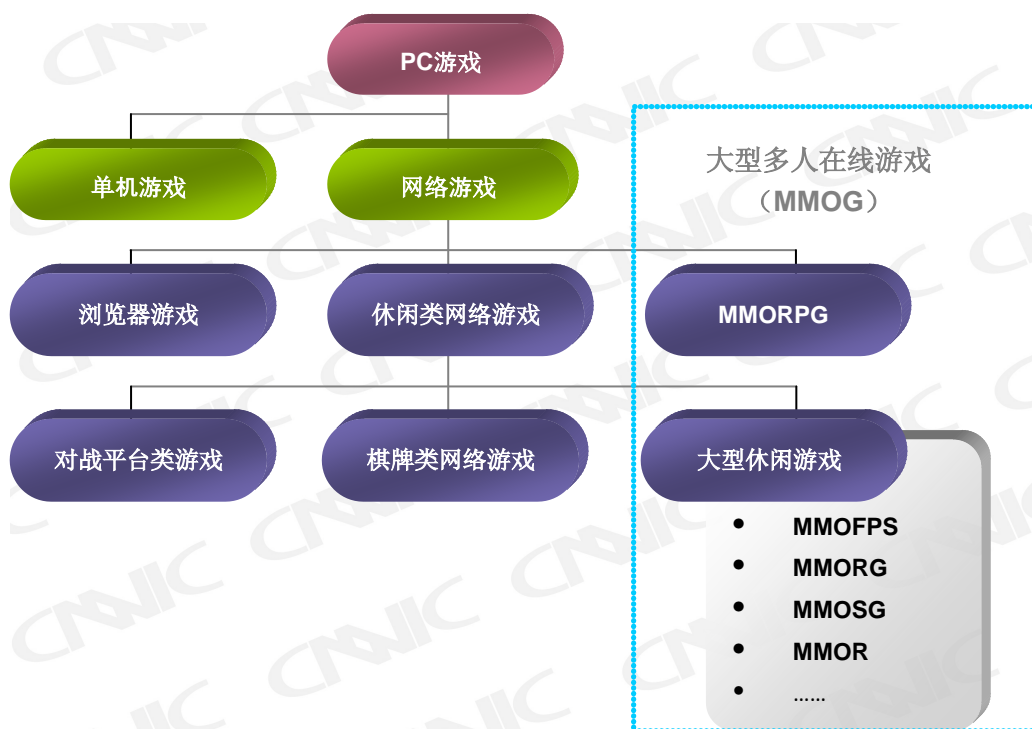 PC游戏
单机游戏
网络游戏
大型多人在线游戏
（MMOG）
浏览器游戏
休闲类网络游戏
MMORPG
对战平台类游戏
棋牌类网络游戏
大型休闲游戏
• MMOFPS
• MMORG
• MMOSG
• MMOR
• ……
CNNIC